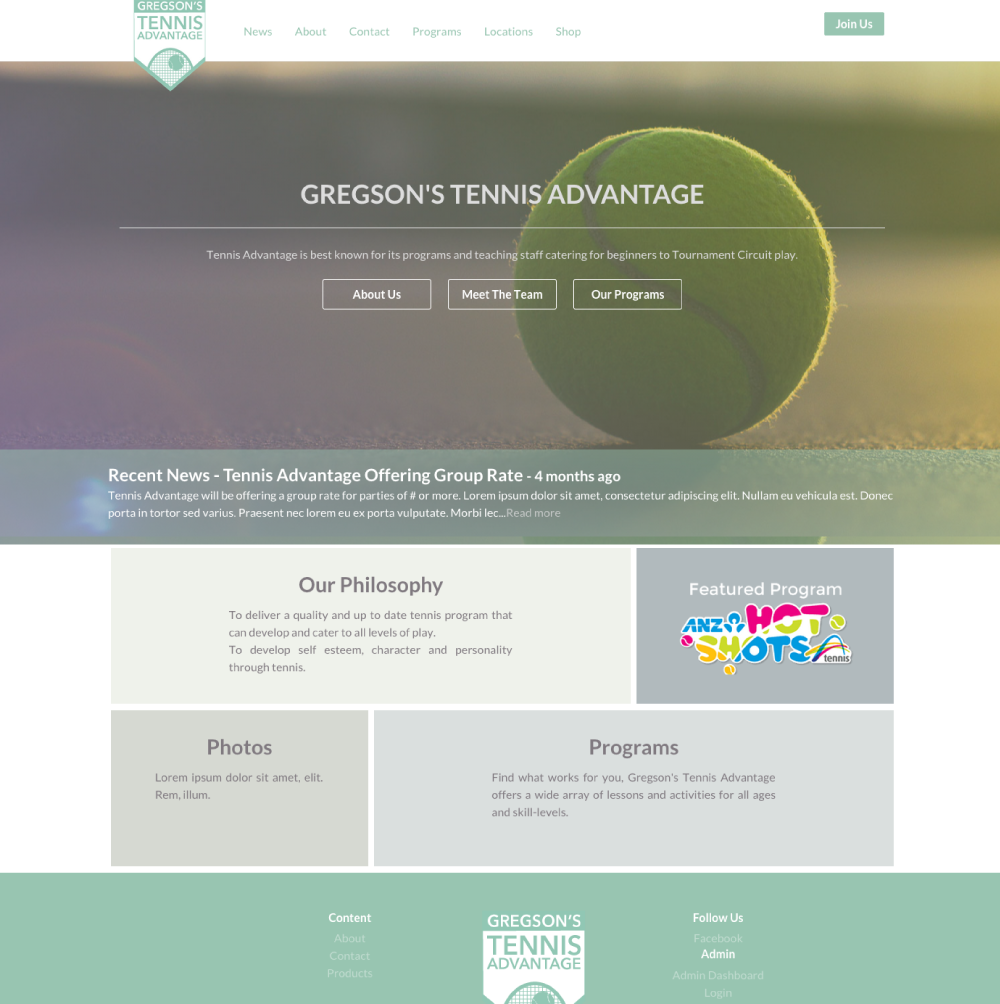 GREGSON'S
TENNIS
ADVANTAGE
News About Contact Programs Locations Shop
Join Us
GREGSON'S TENNIS ADVANTAGE
Tennis Advantage is best known for its programs and teaching staff catering for beginners to Tournament Circuit play.
About Us Meet The Team Our Programs
Recent News - Tennis Advantage Offering Group Rate - 4 months ago
Tennis Advantage will be offering a group rate for parties of # or more. Lorem ipsum dolor sit amet, consectetur adipiscing elit. Nullam eu vehicula est. Donec
porta in tortor sed varius. Praesent nec lorem eu ex porta vulputate. Morbi lec...Read more
Our Philosophy
To deliver a quality and up to date tennis program that
can develop and cater to all levels of play.
To develop self esteem, character and personality
through tennis.
Featured Program
ANZ HOT
SHOTS
tennis
Photos
Lorem ipsum dolor sit amet, elit.
Rem, illum.
Programs
Find what works for you, Gregson's Tennis Advantage
offers a wide array of lessons and activities for all ages
and skill-levels.
Content
About
Contact
Products
GREGSON'S
TENNIS
ADVANTAGE
Follow Us
Facebook
Admin
Admin Dashboard
Login